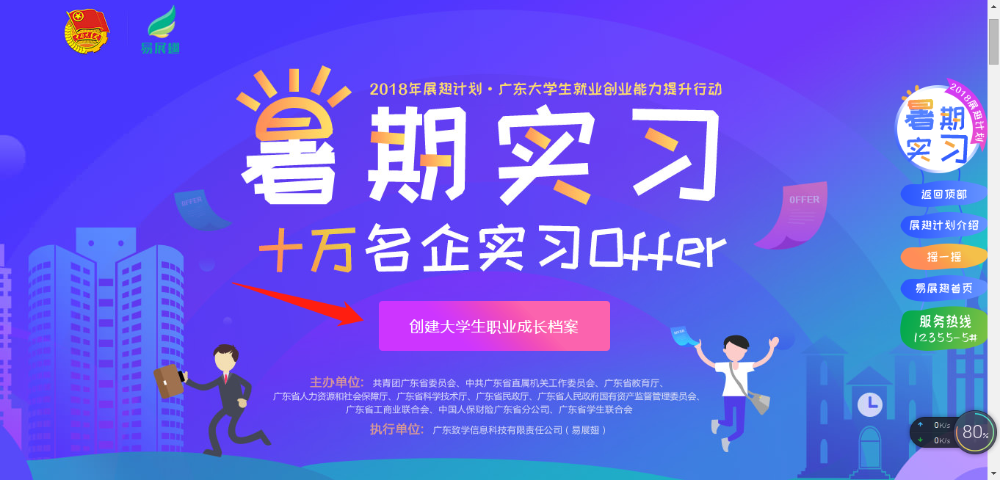 易展翅
2018年展翅计划·广东大学生就业创业能力提升行动
暑期实习
十万名企实习Offer
OFFER
OFFER
创建大学生职业成长档案
OFFER
主办单位：共青团广东省委员会、中共广东省直属机关工作委员会、广东省教育厅、
广东省人力资源和社会保障厅、广东省科学技术厅、广东省民政厅、广东省人民政府国有资产监督管理委员会、
广东省工商业联合会、中国人保财险广东省分公司、广东省学生联合会
执行单位：广东致学信息科技有限责任公司（易展翅）
2018展翅计划
暑期
实习
返回顶部
展翅计划介绍
摇一摇
易展翅首页
服务热线
12355-5#
0K/s
0K/s
80%